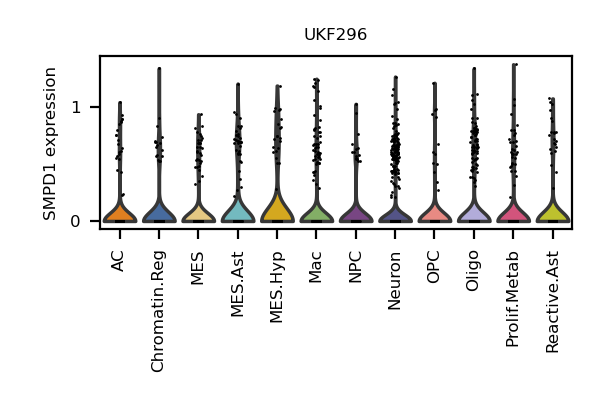 UKF296
SMPD1 expression
1
0
AC
Chromatin.Reg
MES
MES.Ast
MES.Hyp
Mac
NPC
Neuron
OPC
Oligo
Prolif.Metab
Reactive.Ast